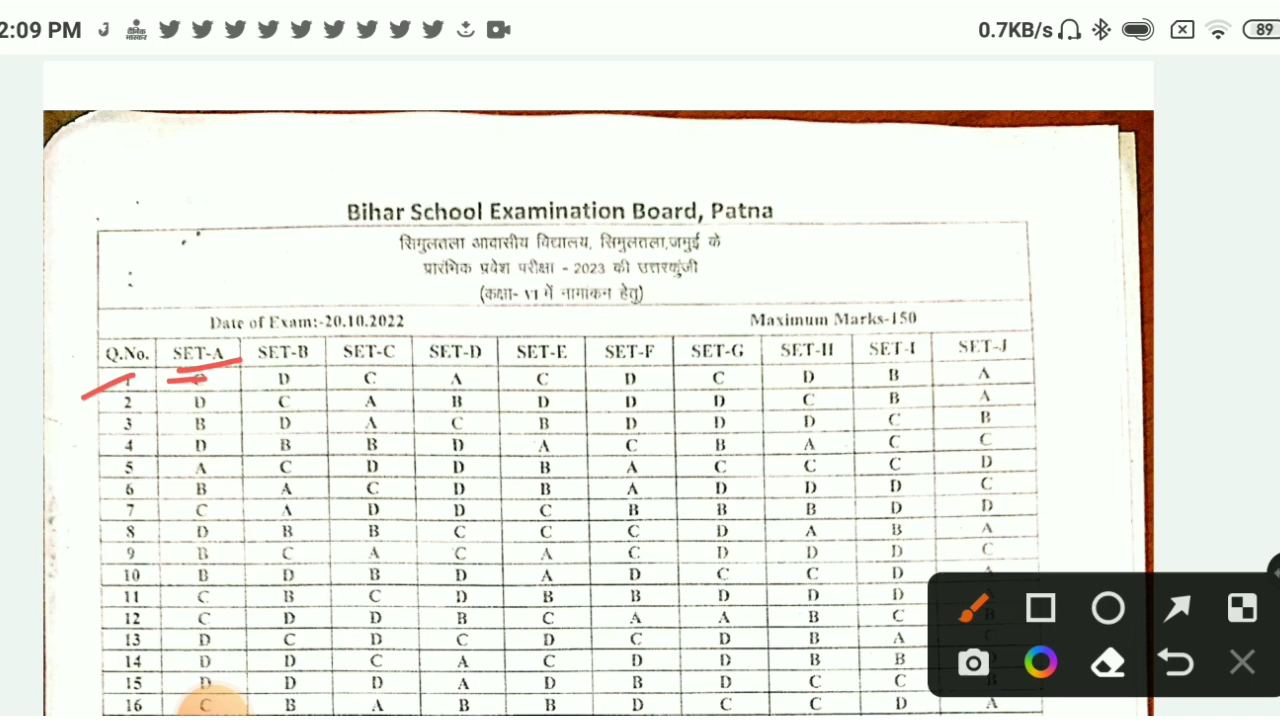 2:09 PM 0.7KB/s 89
Bihar School Examination Board, Patna
सिमुलतला आवासीय विद्यालय, सिमुलतला,जमुई के
प्रारंभिक प्रवेश परीक्षा - 2023 की उत्तरकुंजी
(कक्षा- VI में नामांकन हेतु)
Date of Exam:-20.10.2022 Maximum Marks-150
Q.No. SET-A SET-B SET-C SET-D SET-E SET-F SET-G SET-H SET-I SET-J
1 C D C A C D C D B A
2 D C A B D D D C B A
3 B D A C B D D D C B
4 D B B D A C B A C C
5 A C D D B A C C C D
6 B A C D B A D D D C
7 C A D D C B B B D D
8 D B B C C C D A B A
9 B C A C A C D D D C
10 B D B D A D C C D
11 C B C D B B D D D
12 C D D B C A A B C B
13 D C D C D C D B A
14 D D C A C D D B B
15 D D D A D B D C C
16 C B A B B D C C D A